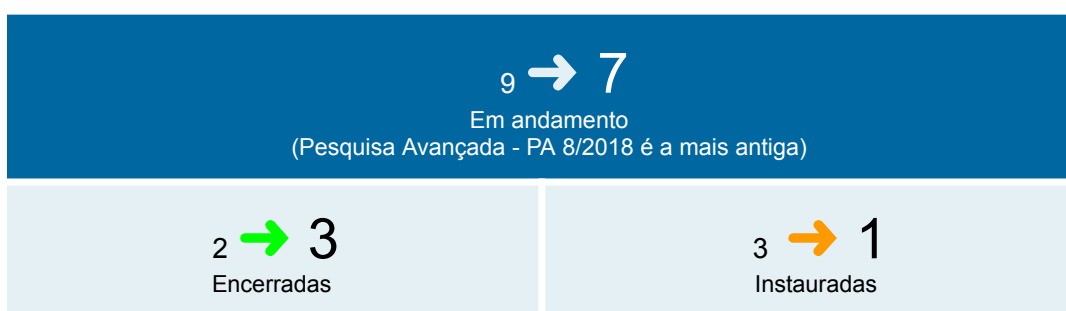 9 ➔ 7
Em andamento
(Pesquisa Avançada - PA 8/2018 é a mais antiga)
2 ➔ 3
Encerradas
3 ➔ 1
Instauradas